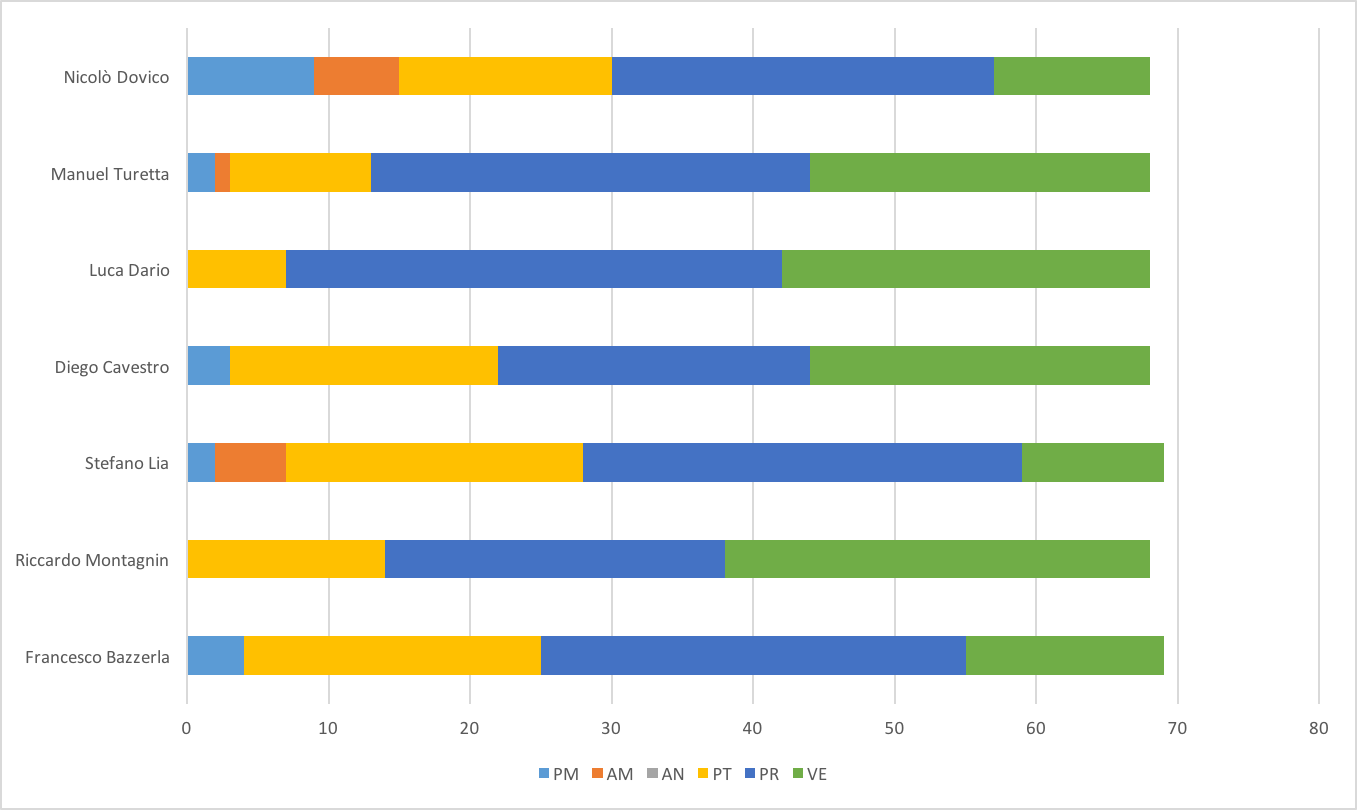 Nicolò Dovico
Manuel Turetta
Luca Dario
Diego Cavestro
Stefano Lia
Riccardo Montagnin
Francesco Bazzerla
0 10 20 30 40 50 60 70 80
PM AM AN PT PR VE